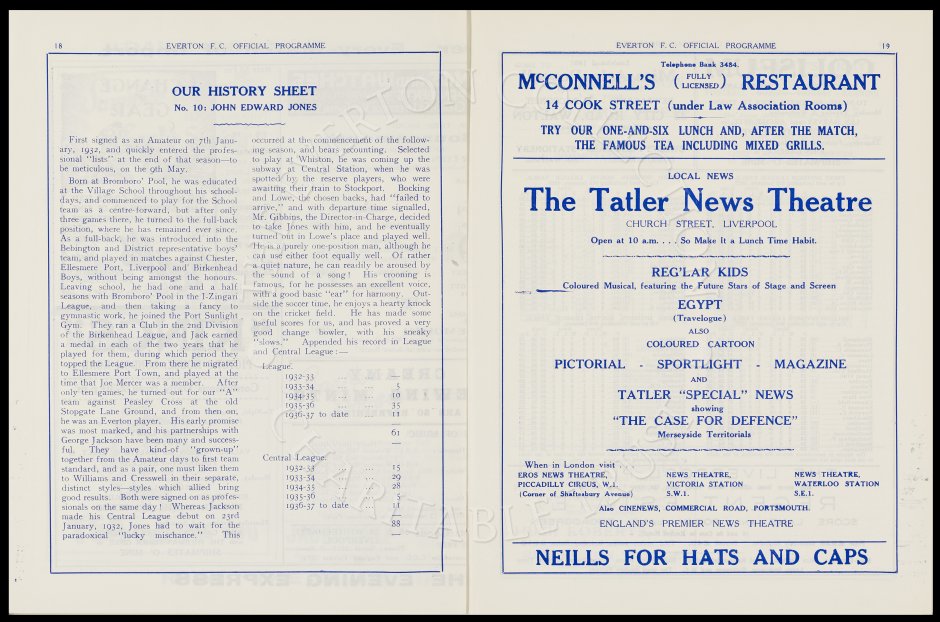 18
EVERTON F. C. OFFICIAL PROGRAMME
OUR HISTORY SHEET
No. 10: JOHN EDWARD JONES
First signed as an Amateur on 7th Janu-
ary, 1932, and quickly entered the profes-
sional "lists" at the end of that season—to
be meticulous, on the 9th May.
Born at Bromboro' Pool, he was educated
at the Village School throughout his school-
days, and commenced to play for the School
team as a centre-forward, but after only
three games there, he turned to the full-back
position, where he has remained ever since.
As a full-back, he was introduced into the
Bebington and District representative boys'
team, and played in matches against Chester,
Ellesmere Port, Liverpool and Birkenhead
Boys, without being amongst the honours.
Leaving school, he had one and a half
seasons with Bromboro' Pool in the I-Zingari
League, and then taking a fancy to
gymnastic work, he joined the Port Sunlight
Gym. They ran a Club in the 2nd Division
of the Birkenhead League, and Jack earned
a medal in each of the two years that he
played for them, during which period they
topped the League. From there he migrated
to Ellesmere Port Town, and played at the
time that Joe Mercer was a member. After
only ten games, he turned out for our "A"
team against Peasley Cross at the old
Stopgate Lane Ground, and from then on,
he was an Everton player. His early promise
was most marked, and his partnerships with
George Jackson have been many and success-
ful. They have kind-of "grown-up"
together from the Amateur days to first team
standard, and as a pair, one must liken them
to Williams and Cresswell in their separate,
distinct styles—styles which allied bring
good results. Both were signed on as profes-
sionals on the same day! Whereas Jackson
made his Central League debut on 23rd
January, 1932, Jones had to wait for the
paradoxical "lucky mischance." This
occurred at the commencement of the follow-
ing season, and bears recounting. Selected
to play at Whiston, he was coming up the
subway at Central Station, when he was
spotted by the reserve players, who were
awaiting their train to Stockport. Bocking
and Lowe, the chosen backs, had "failed to
arrive," and with departure time signalled,
Mr. Gibbins, the Director-in-Charge, decided
to take Jones with him, and he eventually
turned out in Lowe's place and played well.
He is a purely one-position man, although he
can use either foot equally well. Of rather
a quiet nature, he can readily be aroused by
the sound of a song! His crooning is
famous, for he possesses an excellent voice,
with a good basic "ear" for harmony. Out-
side the soccer time, he enjoys a hearty knock
on the cricket field. He has made some
useful scores for us, and has proved a very
good change bowler, with his sneaky
"slows." Appended his record in League
and Central League:—
League.
1932-33 ... ... —
1933-34 ... ... 5
1934-35 ... ... 10
1935-36 ... ... 35
1936-37 to date ... 11
61
Central League.
1932-33 ... ... 15
1933-34 ... ... 29
1934-35 ... ... 28
1935-36 ... ... 5
1936-37 to date ... 11
88
EVERTON F. C. OFFICIAL PROGRAMME
19
Telephone Bank 3484.
McCONNELL'S (FULLY LICENSED) RESTAURANT
14 COOK STREET (under Law Association Rooms)
TRY OUR ONE-AND-SIX LUNCH AND, AFTER THE MATCH,
THE FAMOUS TEA INCLUDING MIXED GRILLS.
LOCAL NEWS
The Tatler News Theatre
CHURCH STREET, LIVERPOOL
Open at 10 a.m. . . . So Make It a Lunch Time Habit.
REG'LAR KIDS
Coloured Musical, featuring the Future Stars of Stage and Screen
EGYPT
(Travelogue)
ALSO
COLOURED CARTOON
PICTORIAL - SPORTLIGHT - MAGAZINE
AND
TATLER "SPECIAL" NEWS
showing
"THE CASE FOR DEFENCE"
Merseyside Territorials
When in London visit . .
EROS NEWS THEATRE, NEWS THEATRE, NEWS THEATRE,
PICCADILLY CIRCUS, W.1. VICTORIA STATION WATERLOO STATION
(Corner of Shaftesbury Avenue) S.W.1. S.E.1.
Also CINENEWS, COMMERCIAL ROAD, PORTSMOUTH.
ENGLAND'S PREMIER NEWS THEATRE
NEILLS FOR HATS AND CAPS